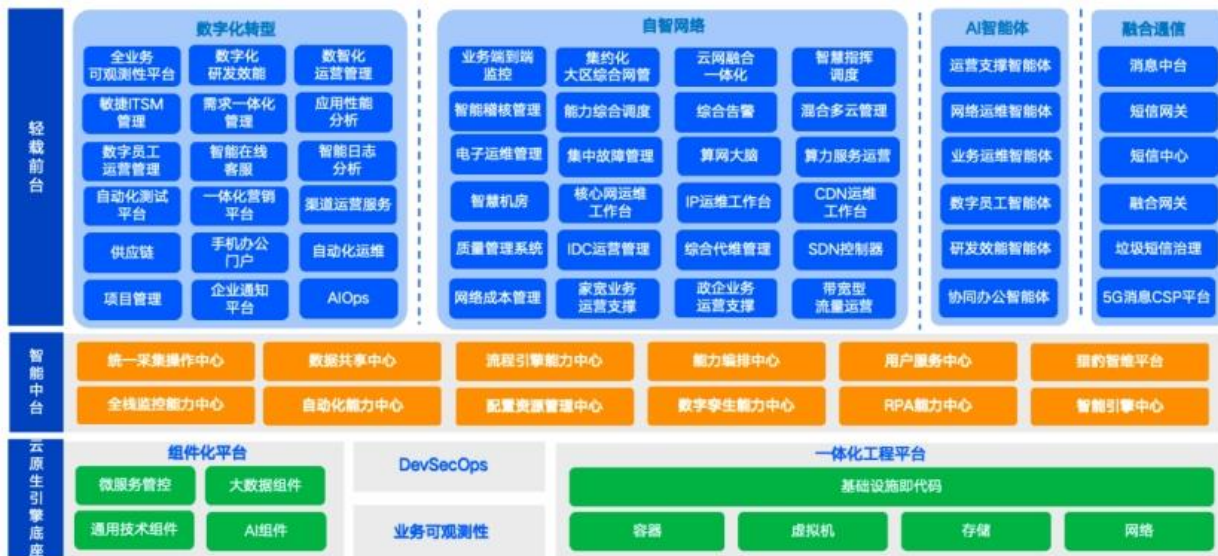 轻载前台
数字化转型
全业务
可观测性平台
数字化
研发效能
数智化
运营管理
敏捷ITSM
管理
需求一体化
管理
应用性能
分析
数字员工
运营管理
智能在线
客服
智能日志
分析
自动化测试
平台
一体化营销
平台
渠道运营服务
供应链
手机办公
门户
自动化运维
项目管理
企业通知
平台
AIOps
自智网络
业务端到端
监控
集约化
大区综合网管
云网融合
一体化
智慧指挥
调度
智能稽核管理
能力综合调度
综合告警
混合多云管理
电子运维管理
集中故障管理
算网大脑
算力服务运营
智慧机房
核心网运维
工作台
IP运维工作台
CDN运维
工作台
质量管理系统
IDC运营管理
综合代维管理
SDN控制器
网络成本管理
家宽业务
运营支撑
政企业务
运营支撑
带宽型
流量运营
AI智能体
运营支撑智能体
网络运维智能体
业务运维智能体
数字员工智能体
研发效能智能体
协同办公智能体
融合通信
消息中台
短信网关
短信中心
融合网关
垃圾短信治理
5G消息CSP平台
智能中台
统一采集操作中心
数据共享中心
流程引擎能力中心
能力编排中心
用户服务中心
猎豹智维平台
全栈监控能力中心
自动化能力中心
配置资源管理中心
数字孪生能力中心
RPA能力中心
智能引擎中心
云原生引擎底座
组件化平台
微服务管控
大数据组件
通用技术组件
AI组件
DevSecOps
业务可观测性
一体化工程平台
基础设施即代码
容器
虚拟机
存储
网络